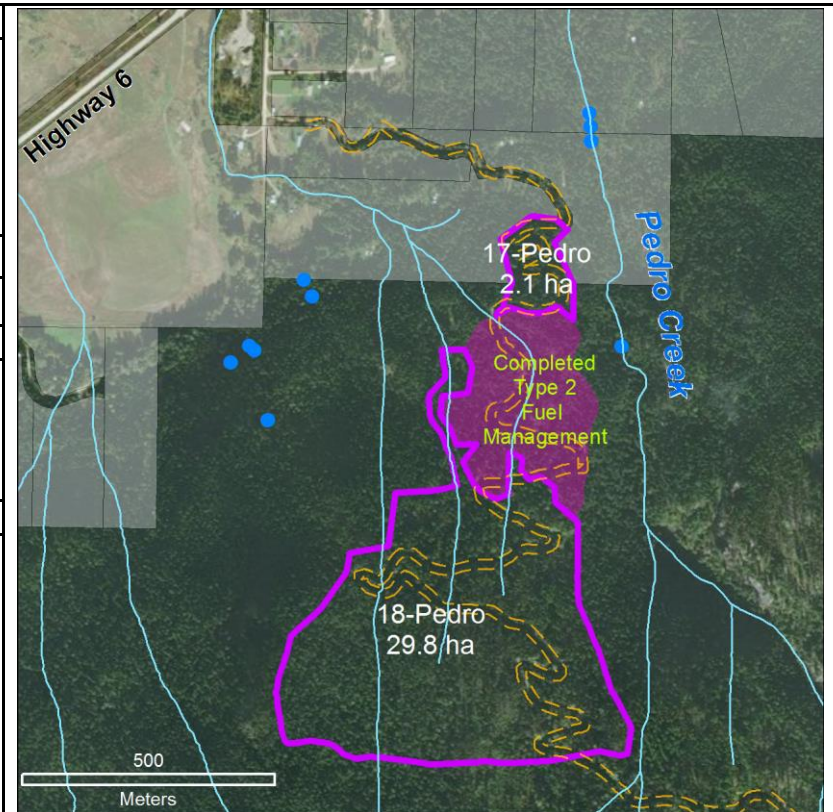 Highway 6
Pedro Creek
17-Pedro
2.1 ha
Completed
Type 2
Fuel
Management
18-Pedro
29.8 ha
500
Meters